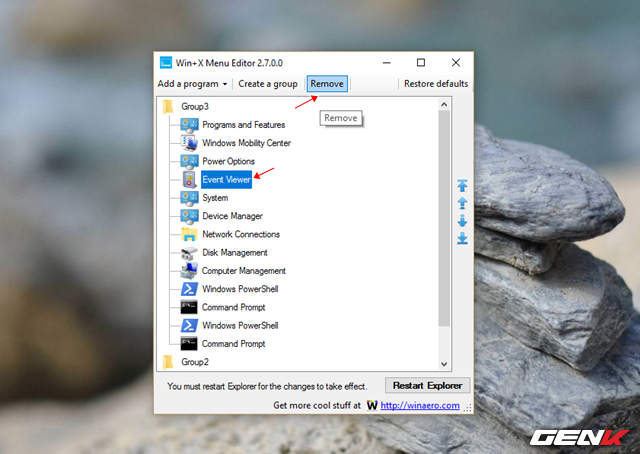 Win+X Menu Editor 2.7.0.0
Add a program Create a group Remove Restore defaults
Group3
Remove
Programs and Features
Windows Mobility Center
Power Options
Event Viewer
System
Device Manager
Network Connections
Disk Management
Computer Management
Windows PowerShell
Command Prompt
Windows PowerShell
Command Prompt
Group2
You must restart Explorer for the changes to take effect. Restart Explorer
Get more cool stuff at W http://winaero.com
GENK